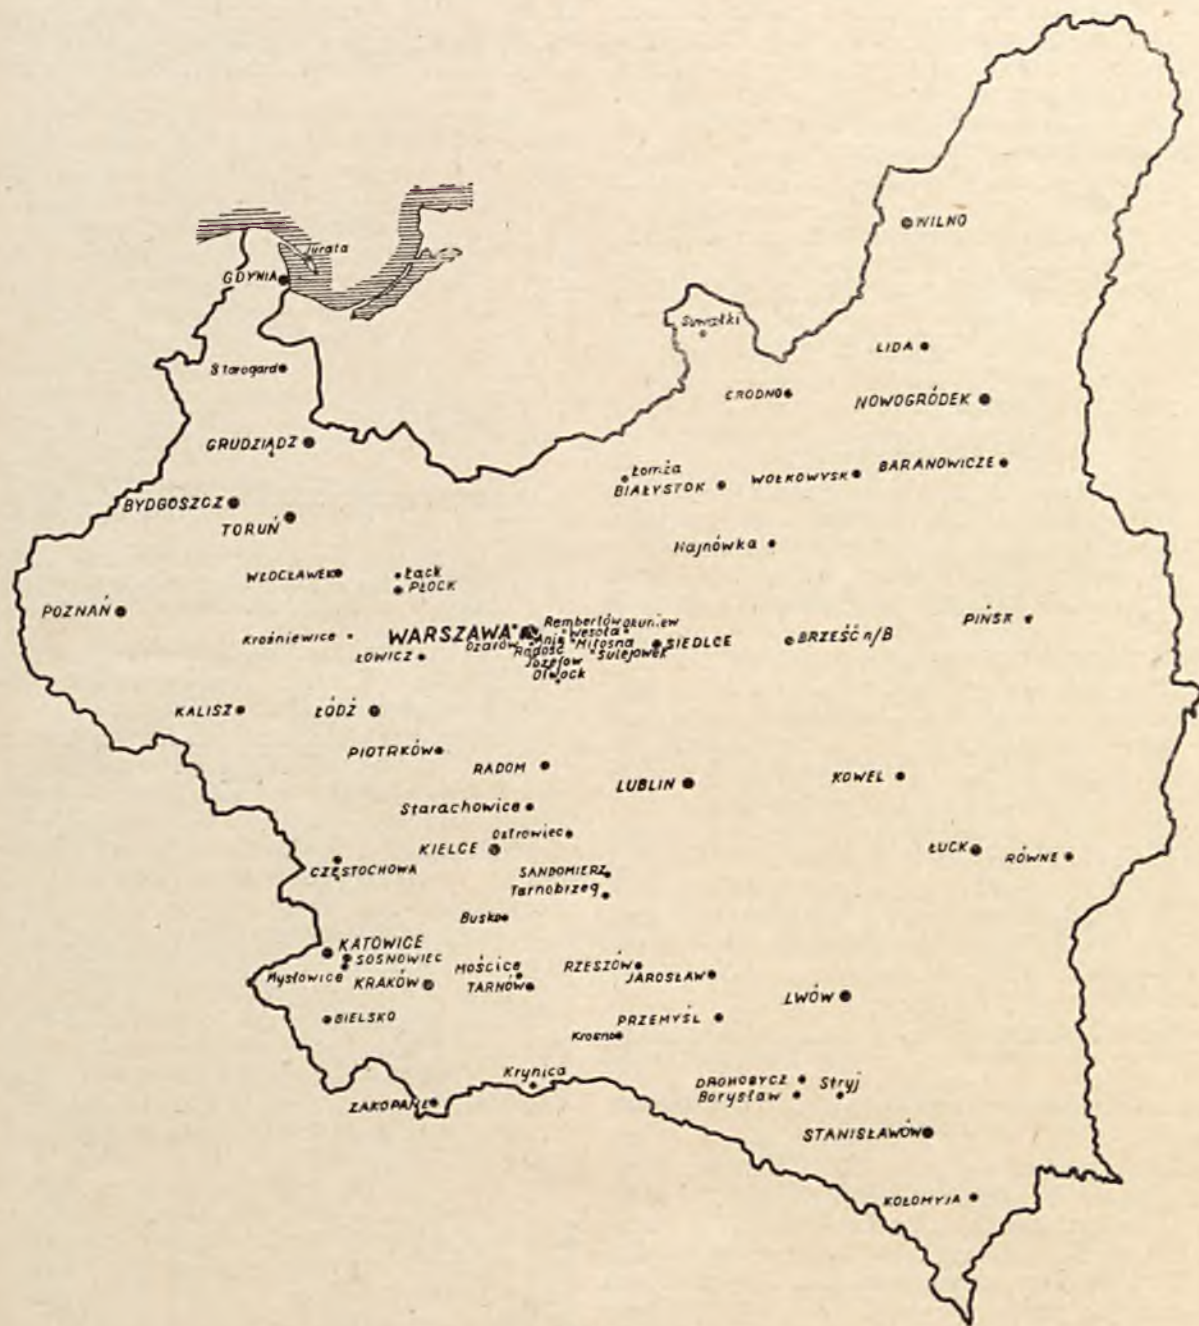 WILNO
Jurata
GDYNIA
Suwałki
LIDA
Starogard
GRODNO
NOWOGRÓDEK
GRUDZIĄDZ
Łomża
BIAŁYSTOK
WOŁKOWYSK
BARANOWICZE
BYDGOSZCZ
TORUŃ
Hajnówka
WŁOCŁAWEK
Łack
PŁOCK
POZNAŃ
PIŃSK
Krośniewice
WARSZAWA
Rembertów
OKUNIEW
Wesoła
Ożarów
Anin
Miłosna
SIEDLCE
BRZEŚĆ n/B
Radość
Sulejówek
ŁOWICZ
Józefów
Otwock
KALISZ
ŁÓDŹ
PIOTRKÓW
RADOM
LUBLIN
KOWEL
Starachowice
Ostrowiec
KIELCE
ŁUCK
RÓWNE
CZĘSTOCHOWA
SANDOMIERZ
Tarnobrzeg
Busko
KATOWICE
SOSNOWIEC
Mysłowice
KRAKÓW
MOŚCICE
TARNÓW
RZESZÓW
JAROSŁAW
LWÓW
BIELSKO
PRZEMYŚL
Krosno
Krynica
DROHOBYCZ
Stryj
Borysław
ZAKOPANE
STANISŁAWÓW
KOŁOMYJA